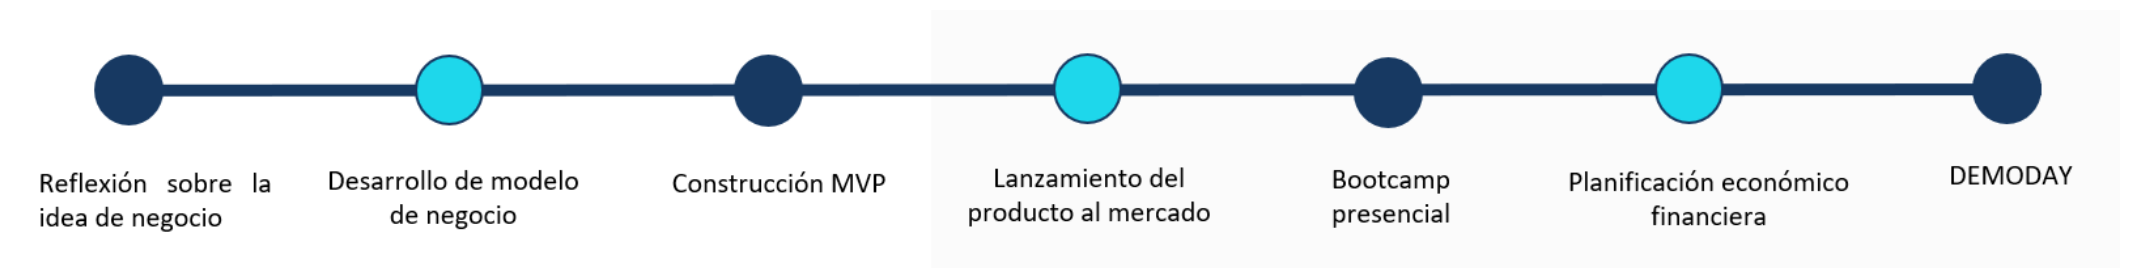 Reflexión sobre la
idea de negocio
Desarrollo de modelo
de negocio
Construcción MVP
Lanzamiento del
producto al mercado
Bootcamp
presencial
Planificación económico
financiera
DEMODAY